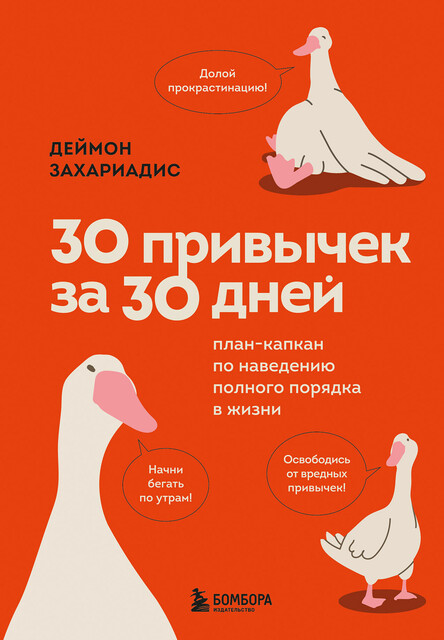 Долой
прокрастинацию!
ДЕЙМОН
ЗАХАРИАДИС
30 привычек
за 30 дней
план-капкан
по наведению
полного порядка
в жизни
Начни
бегать
по утрам!
Освободись
от вредных
привычек!
БОМБОРА
ИЗДАТЕЛЬСТВО